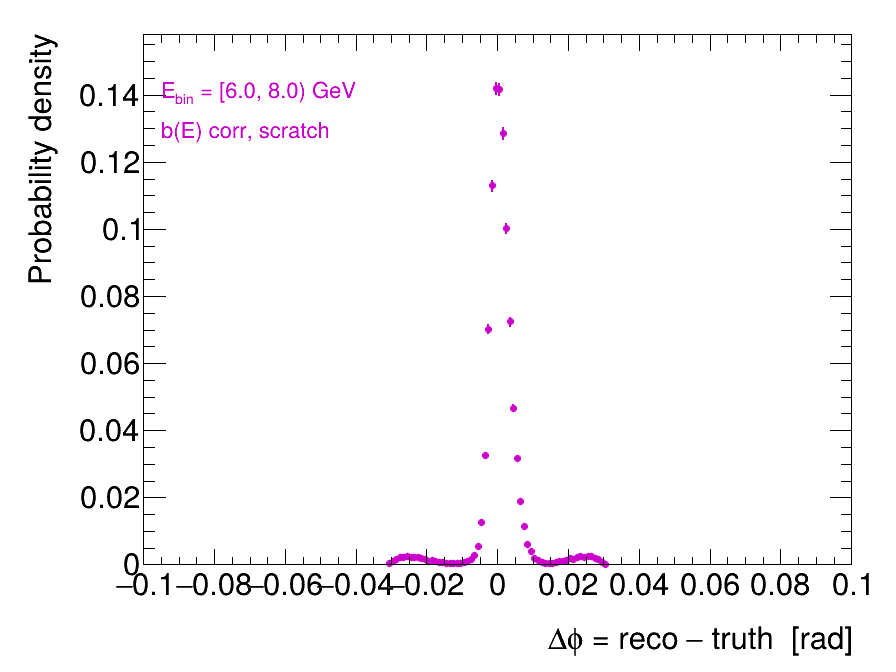 Probability density
0.14
0.12
0.1
0.08
0.06
0.04
0.02
0
E_bin = [6.0, 8.0) GeV
b(E) corr, scratch
−0.1 −0.08 −0.06 −0.04 −0.02 0 0.02 0.04 0.06 0.08 0.1
Δϕ = reco − truth [rad]